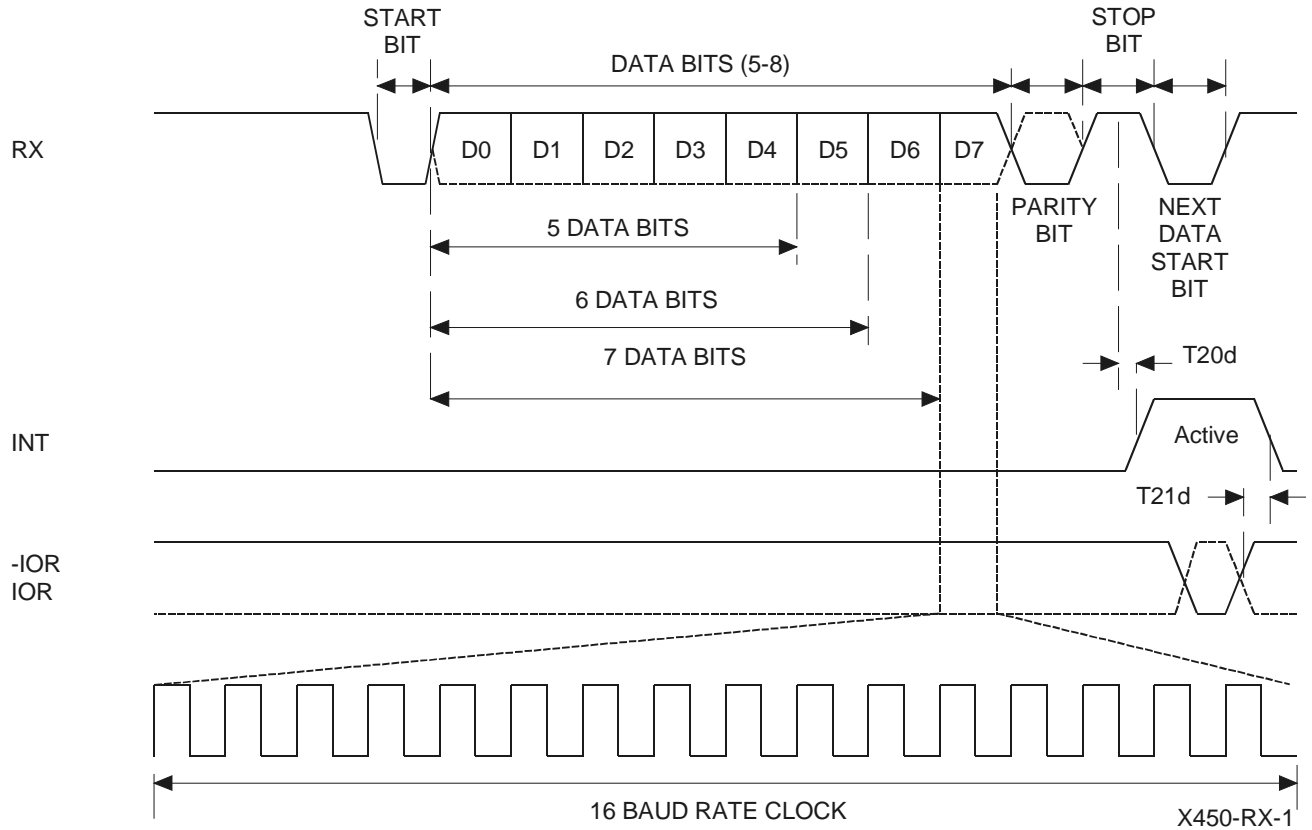 START
BIT
STOP
BIT
DATA BITS (5-8)
RX
D0 D1 D2 D3 D4 D5 D6 D7
PARITY
BIT
NEXT
DATA
START
BIT
5 DATA BITS
6 DATA BITS
7 DATA BITS
T20d
INT
Active
T21d
-IOR
IOR
16 BAUD RATE CLOCK
X450-RX-1